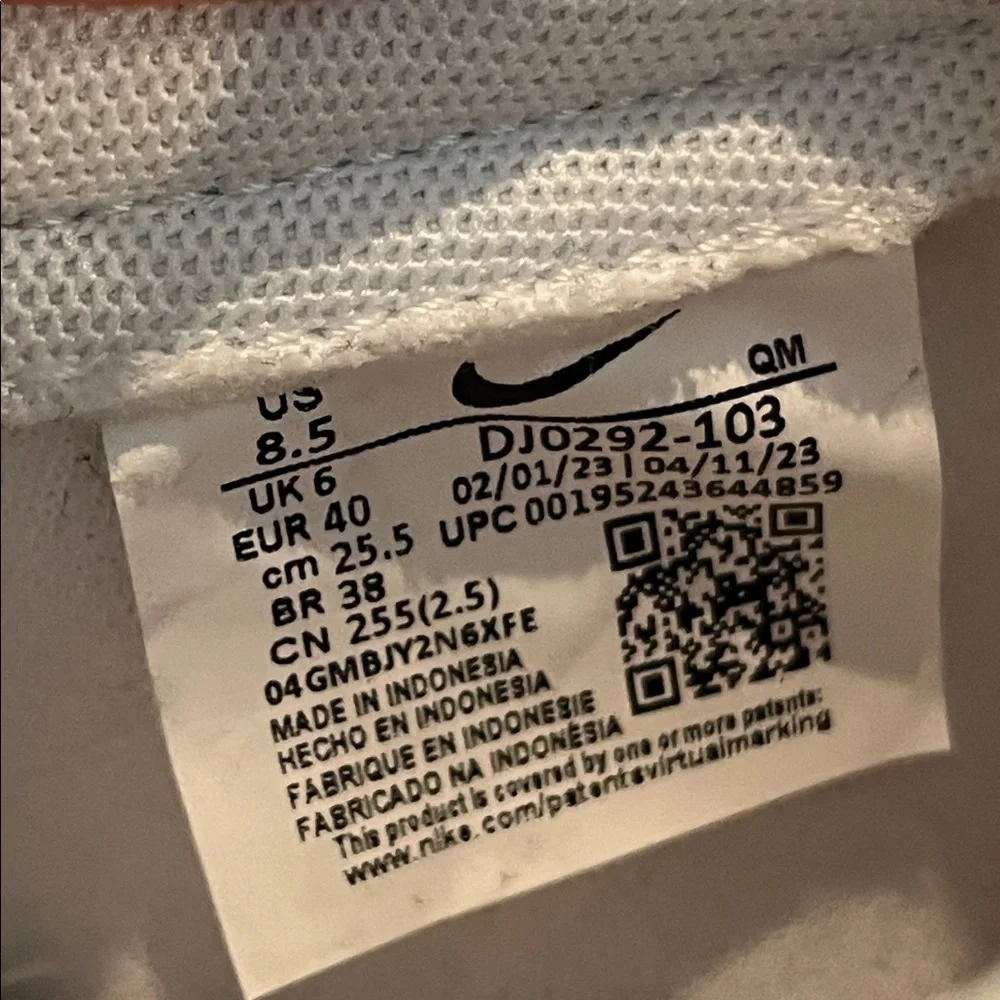 US
8.5
QM
UK 6
DJ0292-103
EUR 40
02/01/23 | 04/11/23
cm 25.5
UPC 00195243644859
BR 38
CN 255(2.5)
04GMBJY2N6XFE
MADE IN INDONESIA
HECHO EN INDONESIA
FABRIQUE EN INDONESIE
FABRICADO NA INDONÉSIA
This product is covered by one or more patents:
www.nike.com/patentsvirtualmarking